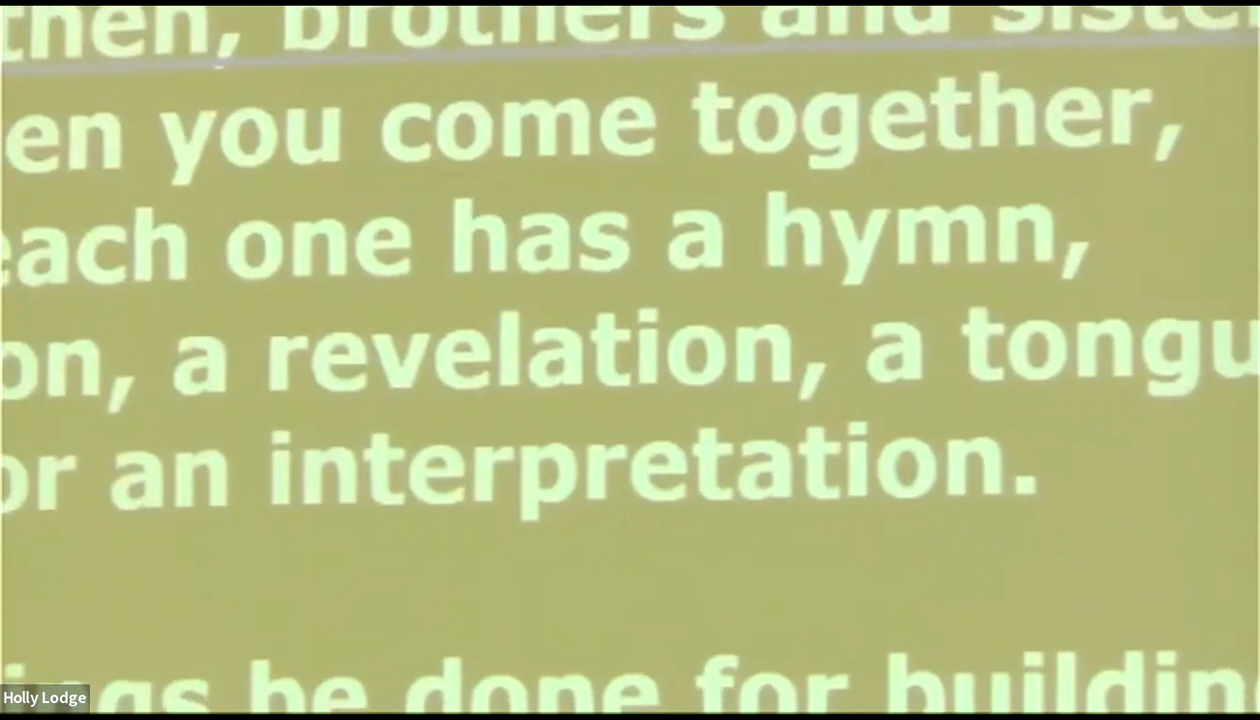 then, brothers and siste
en you come together,
each one has a hymn,
on, a revelation, a tongu
or an interpretation.
ings be done for buildin
Holly Lodge